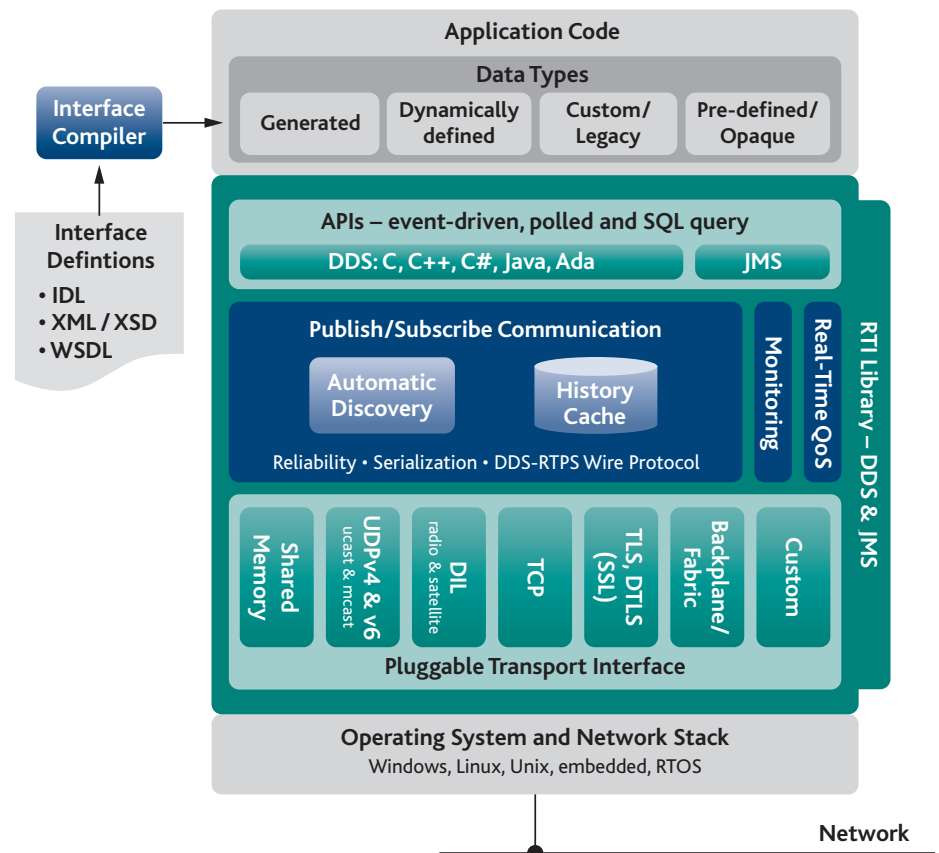 Application Code
Data Types
Generated
Dynamically
defined
Custom/
Legacy
Pre-defined/
Opaque
Interface
Compiler
Interface
Defintions
• IDL
• XML / XSD
• WSDL
APIs – event-driven, polled and SQL query
DDS: C, C++, C#, Java, Ada
JMS
Publish/Subscribe Communication
Automatic
Discovery
History
Cache
Reliability • Serialization • DDS-RTPS Wire Protocol
Monitoring
Real-Time QoS
RTI Library – DDS & JMS
Shared
Memory
UDPv4 & v6
ucast & mcast
DIL
radio & satellite
TCP
TLS, DTLS
(SSL)
Backplane/
Fabric
Custom
Pluggable Transport Interface
Operating System and Network Stack
Windows, Linux, Unix, embedded, RTOS
Network